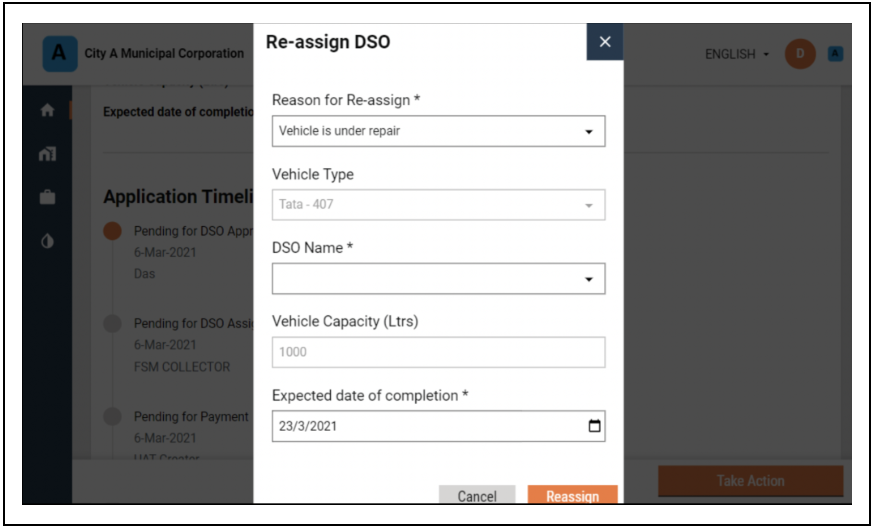 A
City A Municipal Corporation
Re-assign DSO
ENGLISH
D
A
Expected date of completio
Reason for Re-assign *
Vehicle is under repair
Vehicle Type
Tata - 407
Application Timeli
Pending for DSO Appr
6-Mar-2021
Das
DSO Name *
Pending for DSO Assi
6-Mar-2021
FSM COLLECTOR
Vehicle Capacity (Ltrs)
1000
Expected date of completion *
23/3/2021
Pending for Payment
6-Mar-2021
UAT Creator
Cancel
Reassign
Take Action